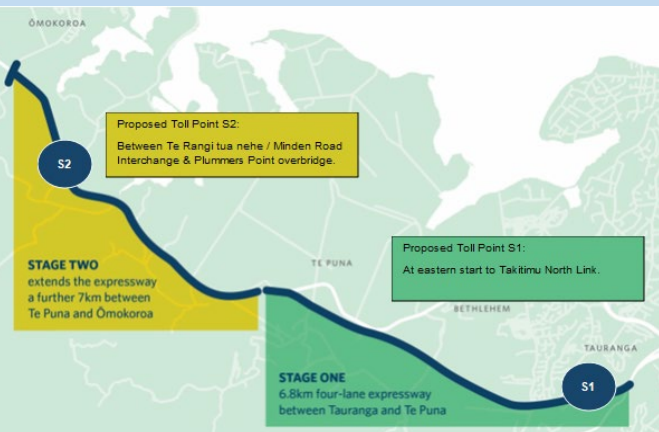 ŌMOKOROA
Proposed Toll Point S2:
Between Te Rangi tua nehe / Minden Road
Interchange & Plummers Point overbridge.
S2
STAGE TWO
extends the expressway
a further 7km between
Te Puna and Ōmokoroa
TE PUNA
Proposed Toll Point S1:
At eastern start to Takitimu North Link.
BETHLEHEM
TAURANGA
STAGE ONE
6.8km four-lane expressway
between Tauranga and Te Puna
S1